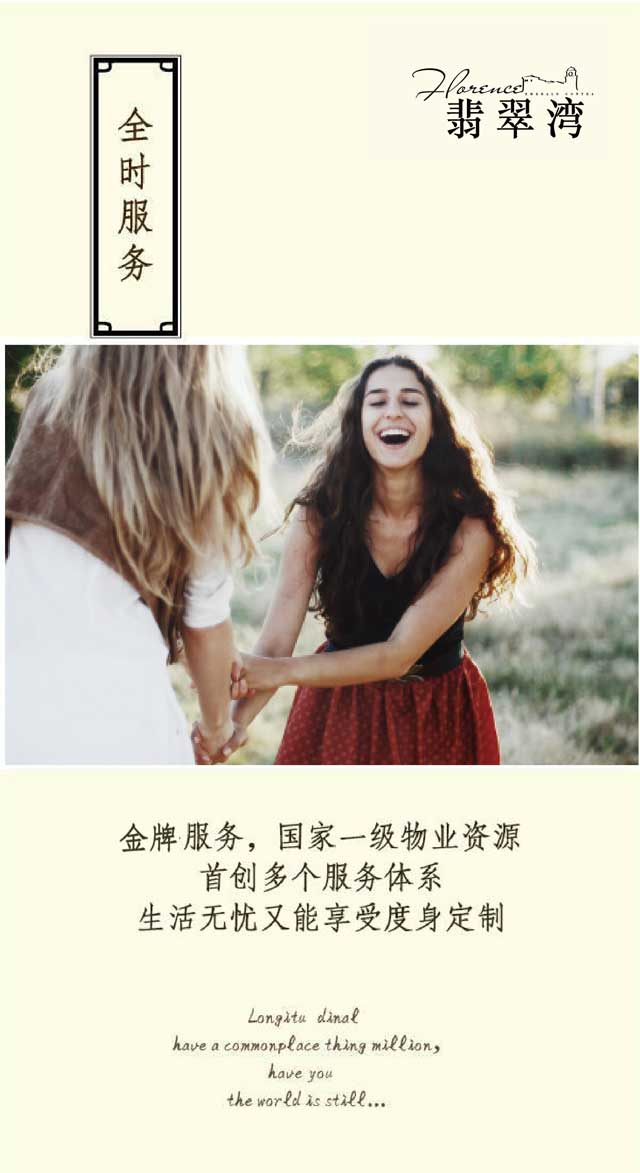 全时服务
Florence
翡翠湾
金牌服务，国家一级物业资源
首创多个服务体系
生活无忧又能享受度身定制
Longitu dinal
have a commonplace thing million,
have you
the world is still...